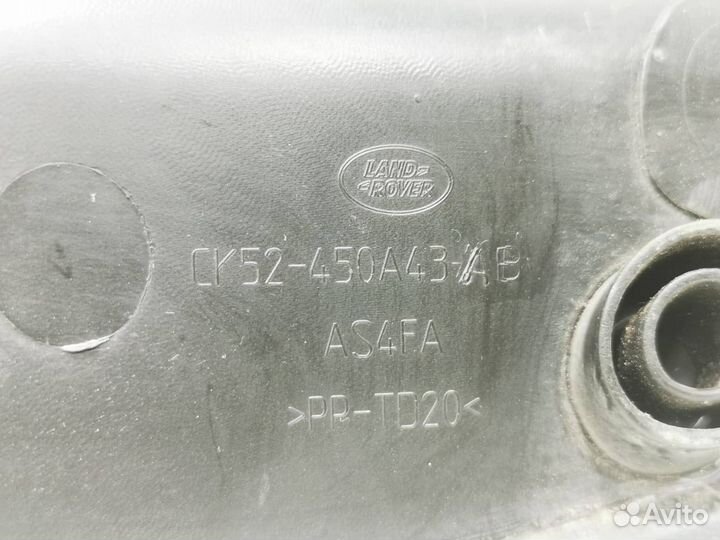 LAND-
-ROVER
CK52-450A43-AB
AS4FA
>PP-TD20<
Avito